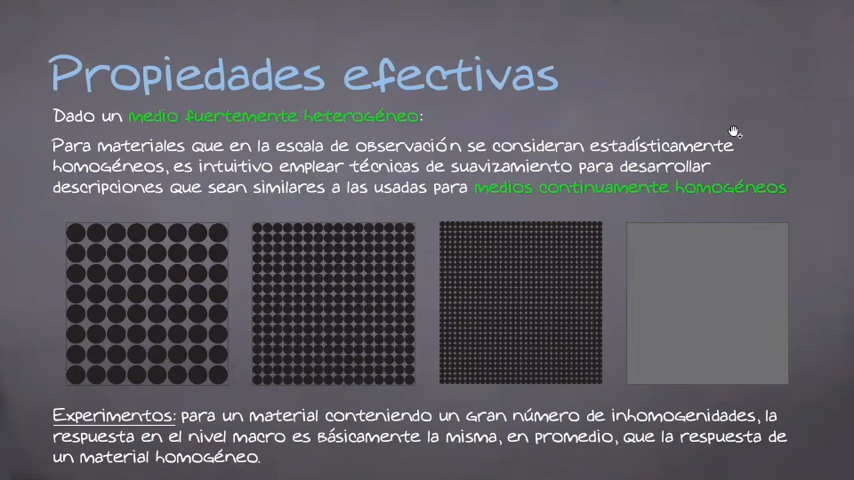 Propiedades efectivas
Dado un medio fuertemente heterogéneo:
Para materiales que en la escala de observación se consideran estadísticamente
homogéneos, es intuitivo emplear técnicas de suavizamiento para desarrollar
descripciones que sean similares a las usadas para medios continuamente homogéneos
Experimentos: para un material conteniendo un gran número de inhomogenidades, la
respuesta en el nivel macro es básicamente la misma, en promedio, que la respuesta de
un material homogéneo.